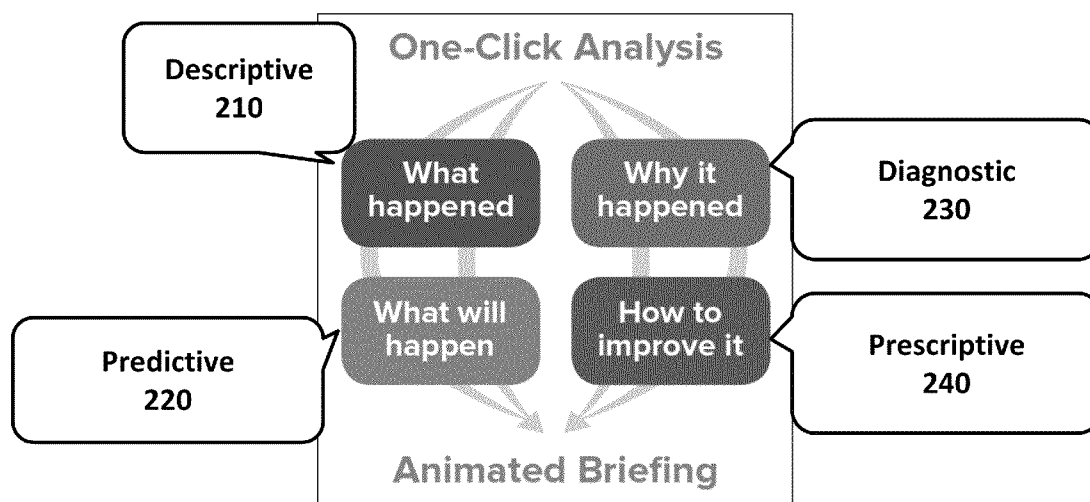 One-Click Analysis
Descriptive
210
What
happened
Why it
happened
Diagnostic
230
What will
happen
How to
improve it
Predictive
220
Prescriptive
240
Animated Briefing